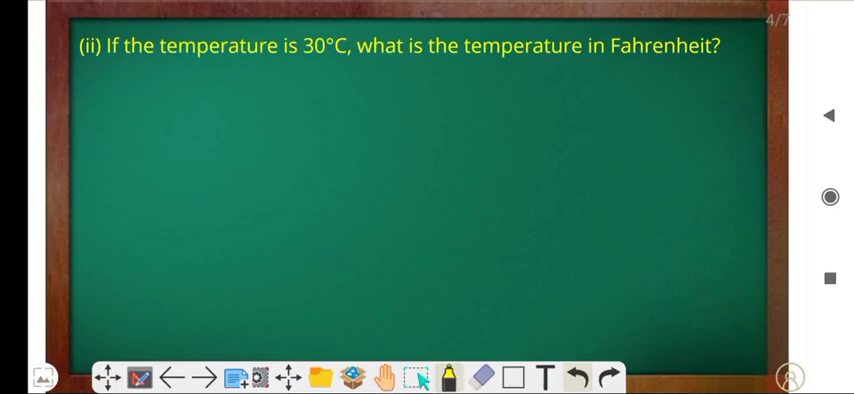 4/7
(ii) If the temperature is 30°C, what is the temperature in Fahrenheit?
T